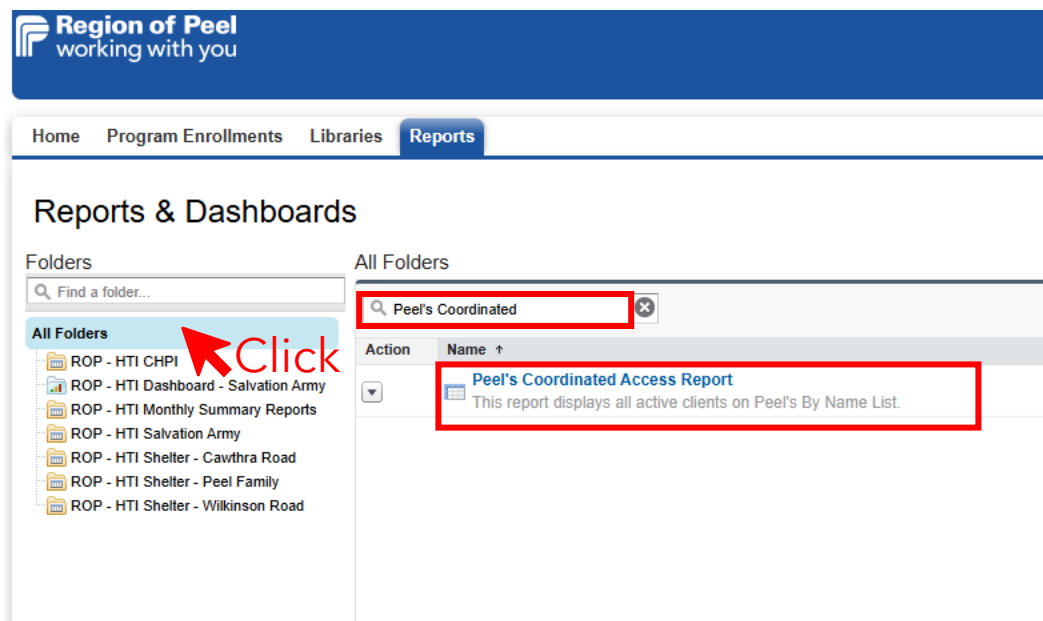 Region of Peel
working with you
Home Program Enrollments Libraries Reports
Reports & Dashboards
Folders
Find a folder...
All Folders
Click
ROP - HTI CHPI
ROP - HTI Dashboard - Salvation Army
ROP - HTI Monthly Summary Reports
ROP - HTI Salvation Army
ROP - HTI Shelter - Cawthra Road
ROP - HTI Shelter - Peel Family
ROP - HTI Shelter - Wilkinson Road
All Folders
Peel's Coordinated
Action Name ↑
Peel's Coordinated Access Report
This report displays all active clients on Peel's By Name List.